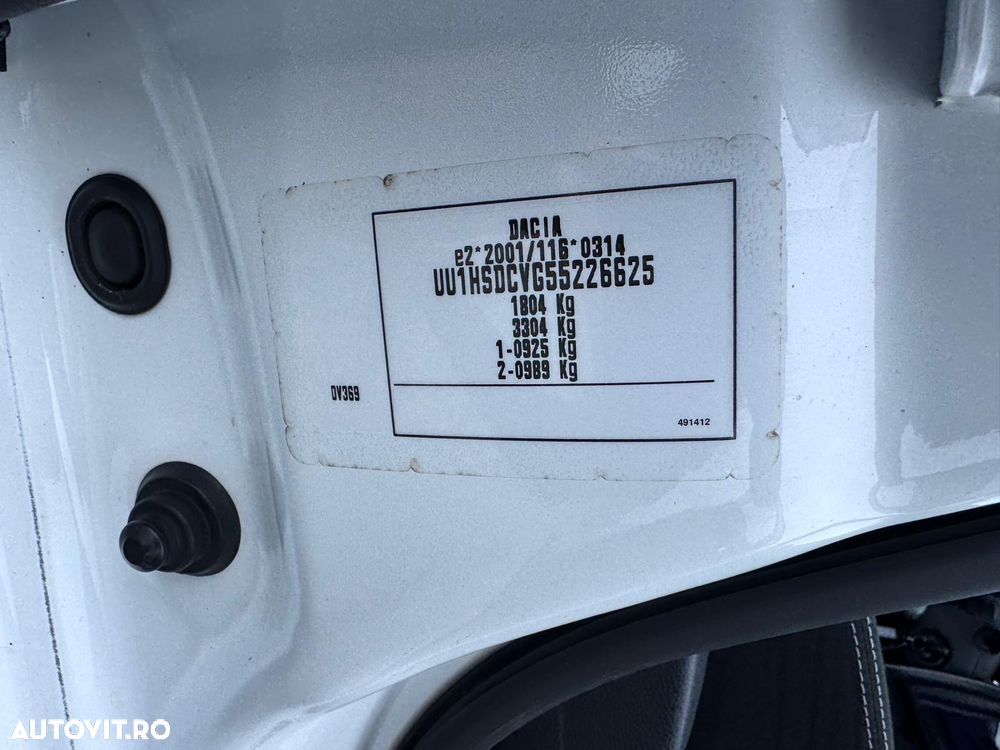 DACIA
e2*2001/116*0314
UU1HSDCVG55226625
1804 Kg
3304 Kg
1-0925 Kg
2-0989 Kg
0V369
491412
AUTOVIT.RO